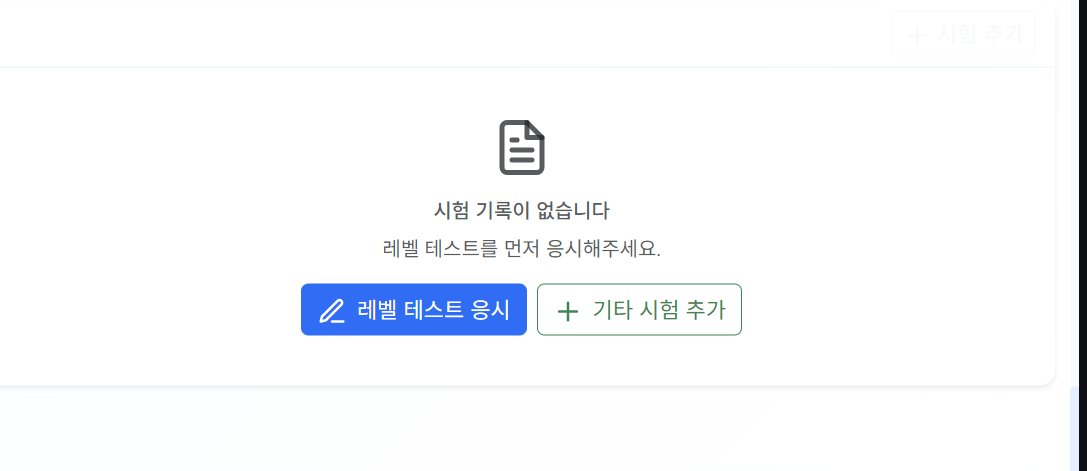 + 시험 추가
시험 기록이 없습니다
레벨 테스트를 먼저 응시해주세요.
레벨 테스트 응시
+ 기타 시험 추가